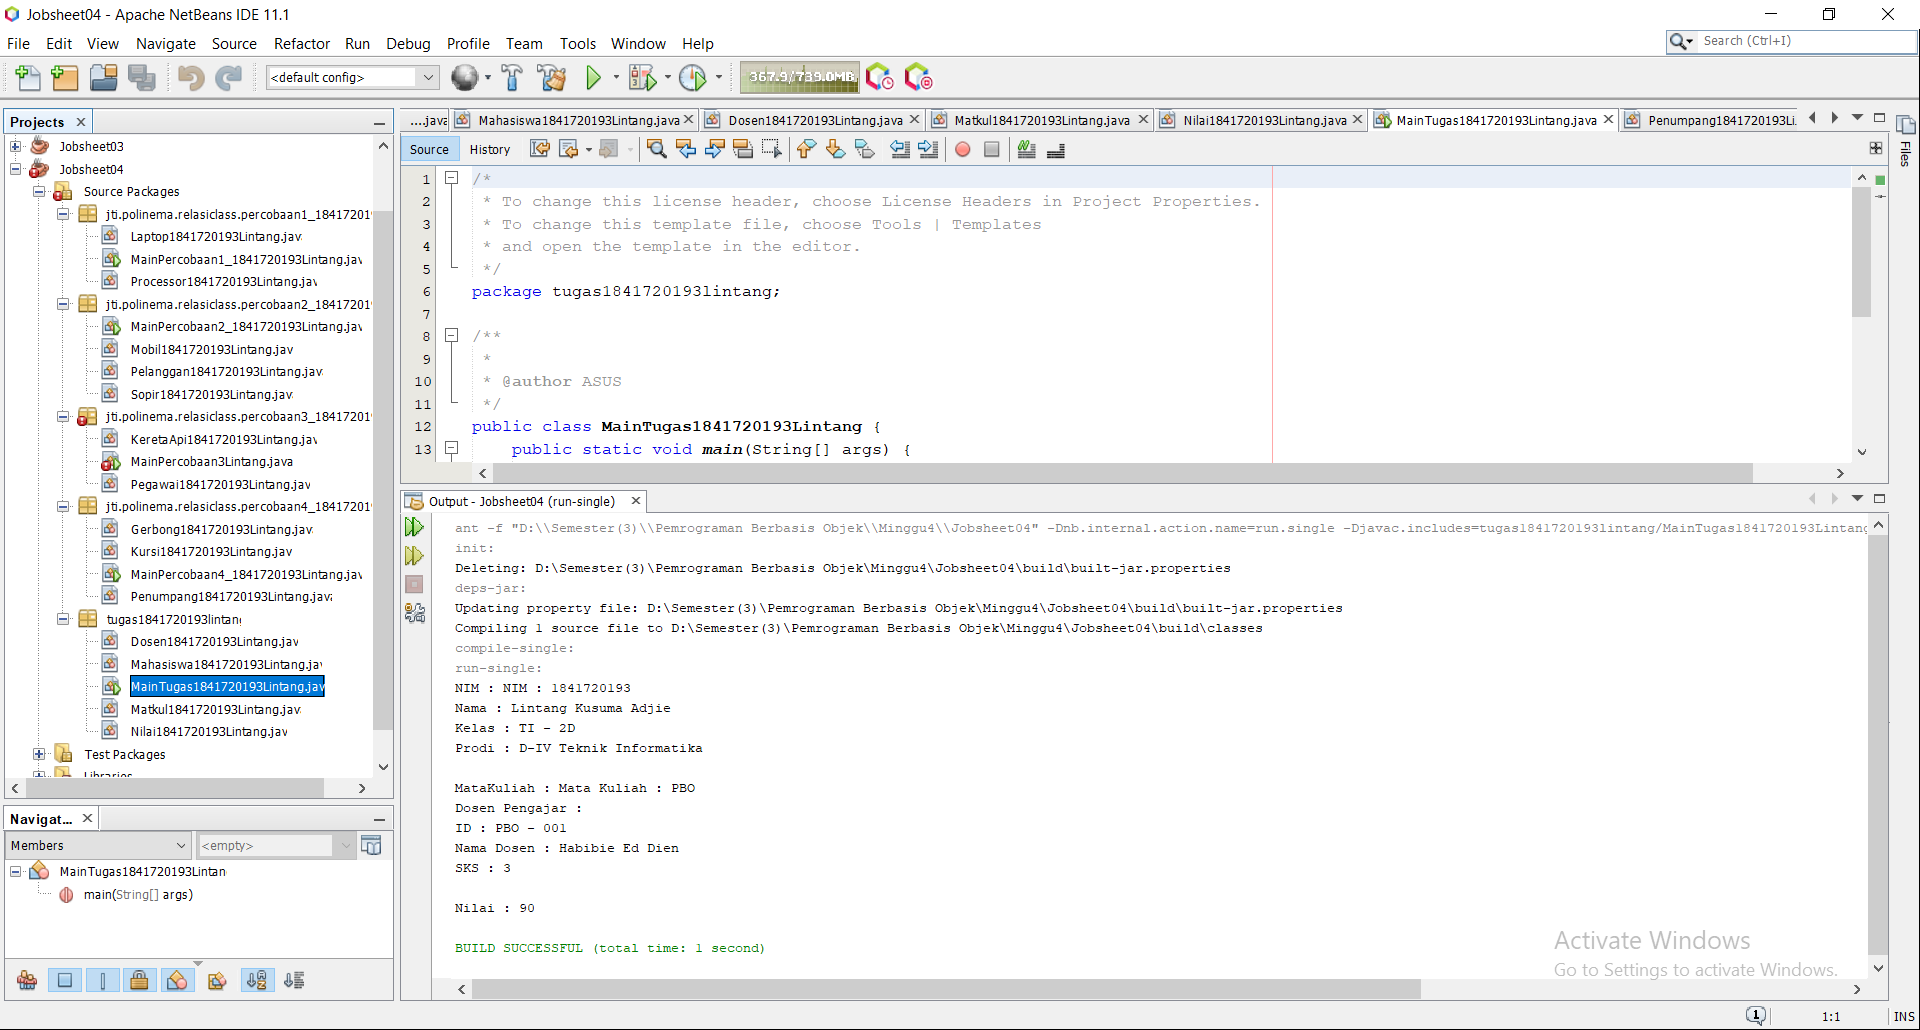 Jobsheet04 - Apache NetBeans IDE 11.1
File Edit View Navigate Source Refactor Run Debug Profile Team Tools Window Help
Search (Ctrl+I)
<default config>
367.9/739.0MB
Projects
Jobsheet03
Jobsheet04
Source Packages
jti.polinema.relasiclass.percobaan1_184172019
Laptop1841720193Lintang.java
MainPercobaan1_1841720193Lintang.jav
Processor1841720193Lintang.jav
jti.polinema.relasiclass.percobaan2_184172019
MainPercobaan2_1841720193Lintang.jav
Mobil1841720193Lintang.jav
Pelanggan1841720193Lintang.jav
Sopir1841720193Lintang.jav
jti.polinema.relasiclass.percobaan3_184172019
KeretaApi1841720193Lintang.jav
MainPercobaan3Lintang.java
Pegawai1841720193Lintang.jav
jti.polinema.relasiclass.percobaan4_184172019
Gerbong1841720193Lintang.jav
Kursi1841720193Lintang.jav
MainPercobaan4_1841720193Lintang.jav
Penumpang1841720193Lintang.jav
tugas1841720193lintang
Dosen1841720193Lintang.jav
Mahasiswa1841720193Lintang.jav
MainTugas1841720193Lintang.jav
Matkul1841720193Lintang.jav
Nilai1841720193Lintang.jav
Test Packages
Libraries
Navigat...
Members
<empty>
MainTugas1841720193Lintan
main(String[] args)
....java Mahasiswa1841720193Lintang.java Dosen1841720193Lintang.java Matkul1841720193Lintang.java Nilai1841720193Lintang.java MainTugas1841720193Lintang.java Penumpang1841720193Li
Files
Source History
1 /*
2 * To change this license header, choose License Headers in Project Properties.
3 * To change this template file, choose Tools | Templates
4 * and open the template in the editor.
5 */
6 package tugas1841720193lintang;
7
8 /**
9 *
10 * @author ASUS
11 */
12 public class MainTugas1841720193Lintang {
13 public static void main(String[] args) {
Output - Jobsheet04 (run-single)
ant -f "D:\\Semester(3)\\Pemrograman Berbasis Objek\\Minggu4\\Jobsheet04" -Dnb.internal.action.name=run.single -Djavac.includes=tugas1841720193lintang/MainTugas1841720193Lintang
init:
Deleting: D:\Semester(3)\Pemrograman Berbasis Objek\Minggu4\Jobsheet04\build\built-jar.properties
deps-jar:
Updating property file: D:\Semester(3)\Pemrograman Berbasis Objek\Minggu4\Jobsheet04\build\built-jar.properties
Compiling 1 source file to D:\Semester(3)\Pemrograman Berbasis Objek\Minggu4\Jobsheet04\build\classes
compile-single:
run-single:
NIM : NIM : 1841720193
Nama : Lintang Kusuma Adjie
Kelas : TI - 2D
Prodi : D-IV Teknik Informatika
MataKuliah : Mata Kuliah : PBO
Dosen Pengajar :
ID : PBO - 001
Nama Dosen : Habibie Ed Dien
SKS : 3
Nilai : 90
BUILD SUCCESSFUL (total time: 1 second)
Activate Windows
Go to Settings to activate Windows.
1
1:1
INS